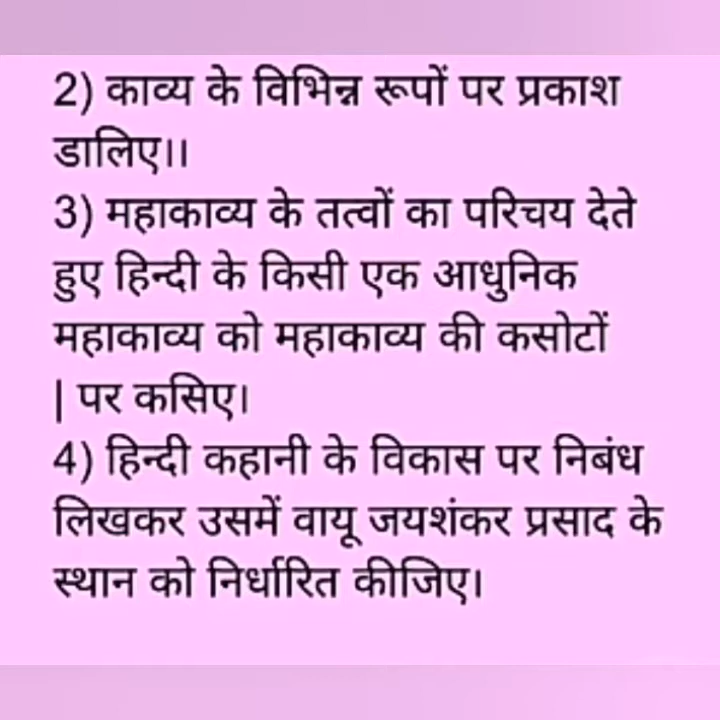 2) काव्य के विभिन्न रूपों पर प्रकाश
डालिए।।
3) महाकाव्य के तत्वों का परिचय देते
हुए हिन्दी के किसी एक आधुनिक
महाकाव्य को महाकाव्य की कसोटों
| पर कसिए।
4) हिन्दी कहानी के विकास पर निबंध
लिखकर उसमें वायू जयशंकर प्रसाद के
स्थान को निर्धारित कीजिए।